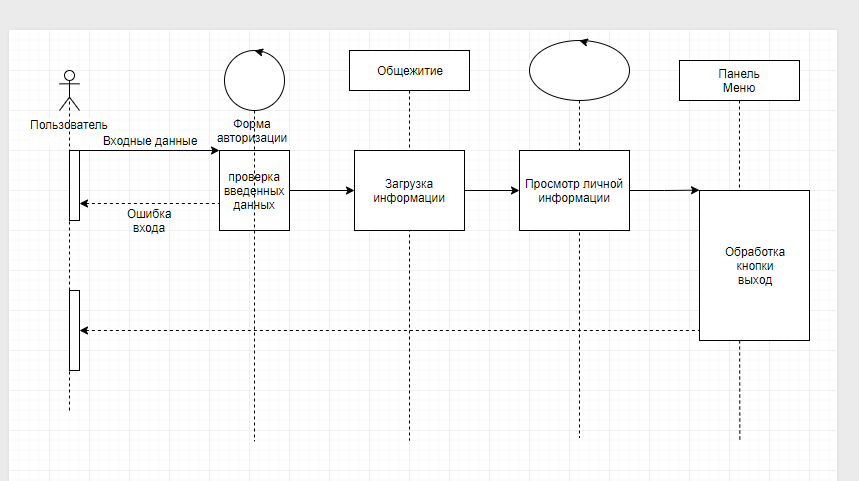 Общежитие
Панель
Меню
Пользователь
Форма
авторизации
Входные данные
проверка
введенных
данных
Загрузка
информации
Просмотр личной
информации
Ошибка
входа
Обработка
кнопки
выход